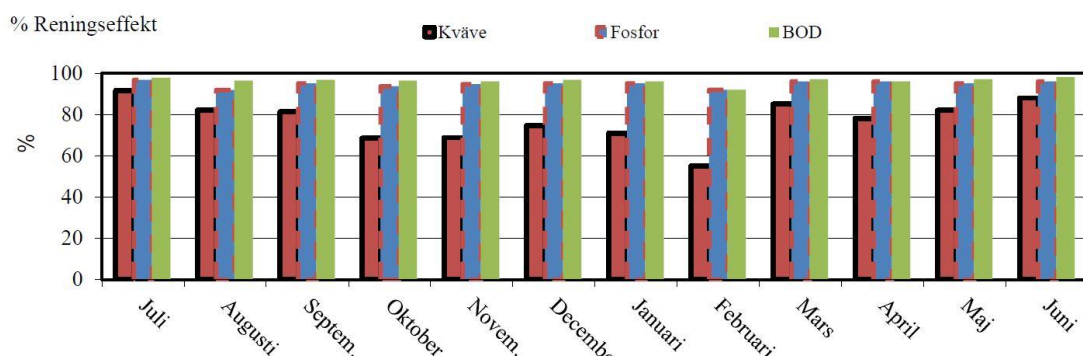 % Reningseffekt
Kväve Fosfor BOD
100
80
60
40
20
0
%
Juli Augusti Septem. Oktober Novem. Decembe Januari Februari Mars April Maj Juni